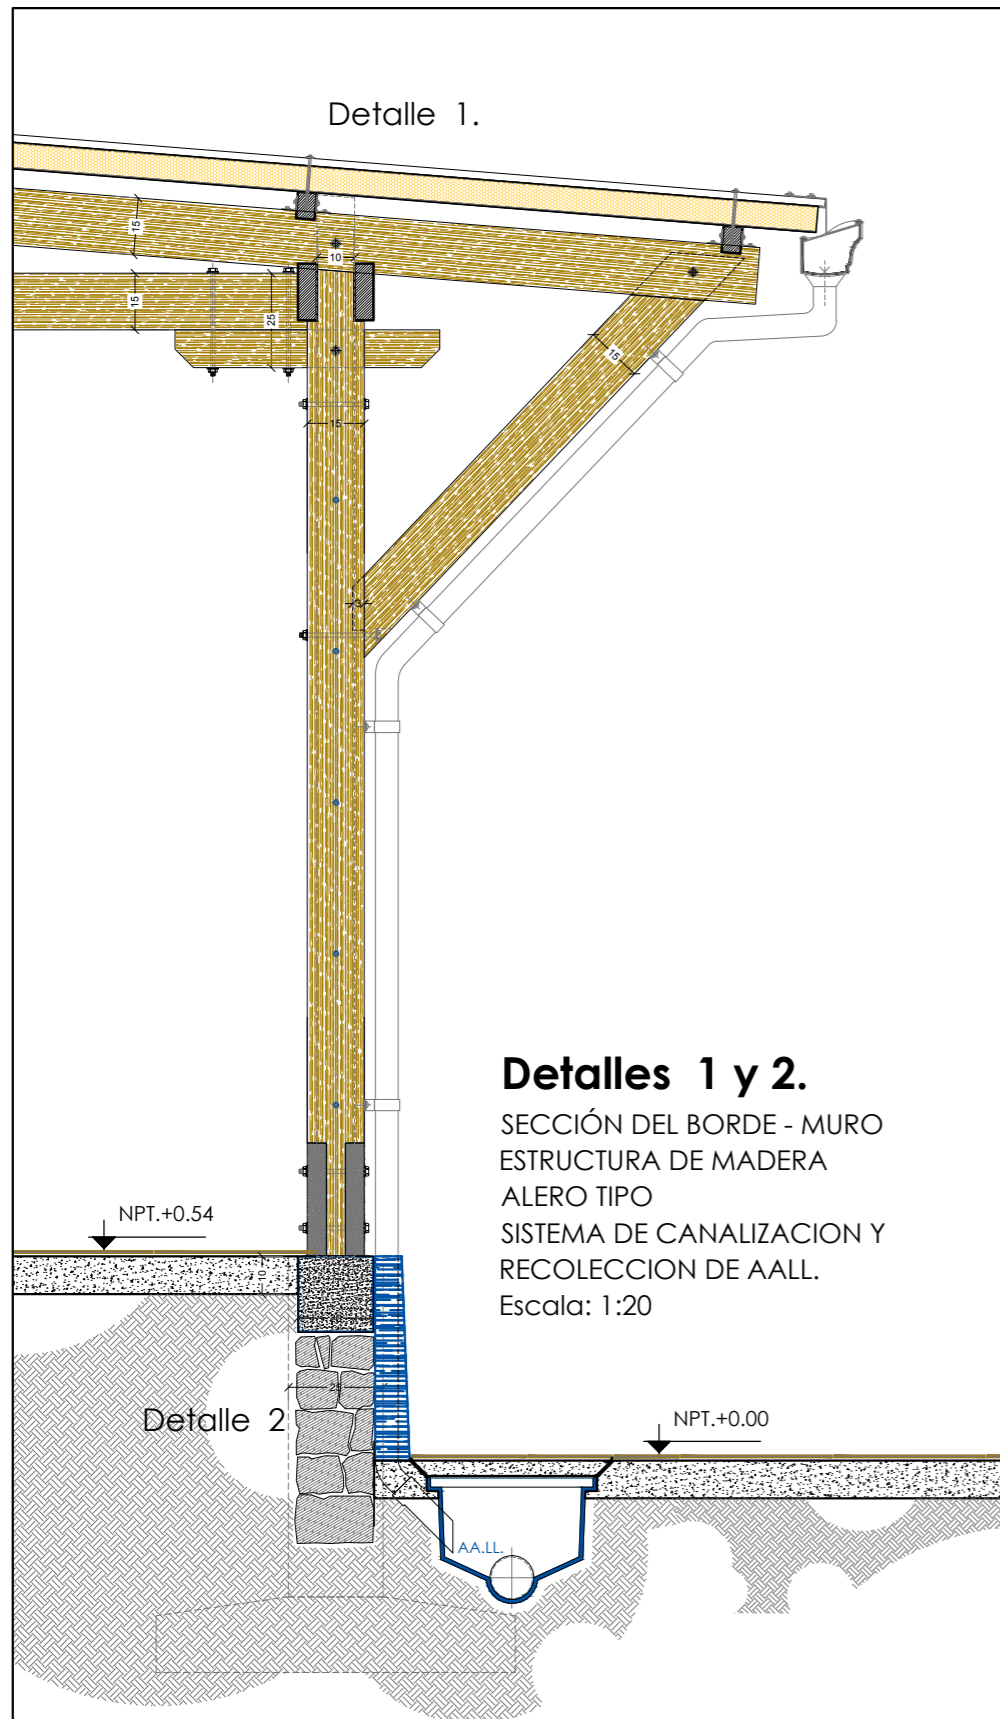 Detalle 1.
15
10
15
25
15
15
3
Detalles 1 y 2.
SECCIÓN DEL BORDE - MURO
ESTRUCTURA DE MADERA
ALERO TIPO
SISTEMA DE CANALIZACION Y
RECOLECCION DE AALL.
Escala: 1:20
NPT.+0.54
10
25
Detalle 2
NPT.+0.00
AA.LL.